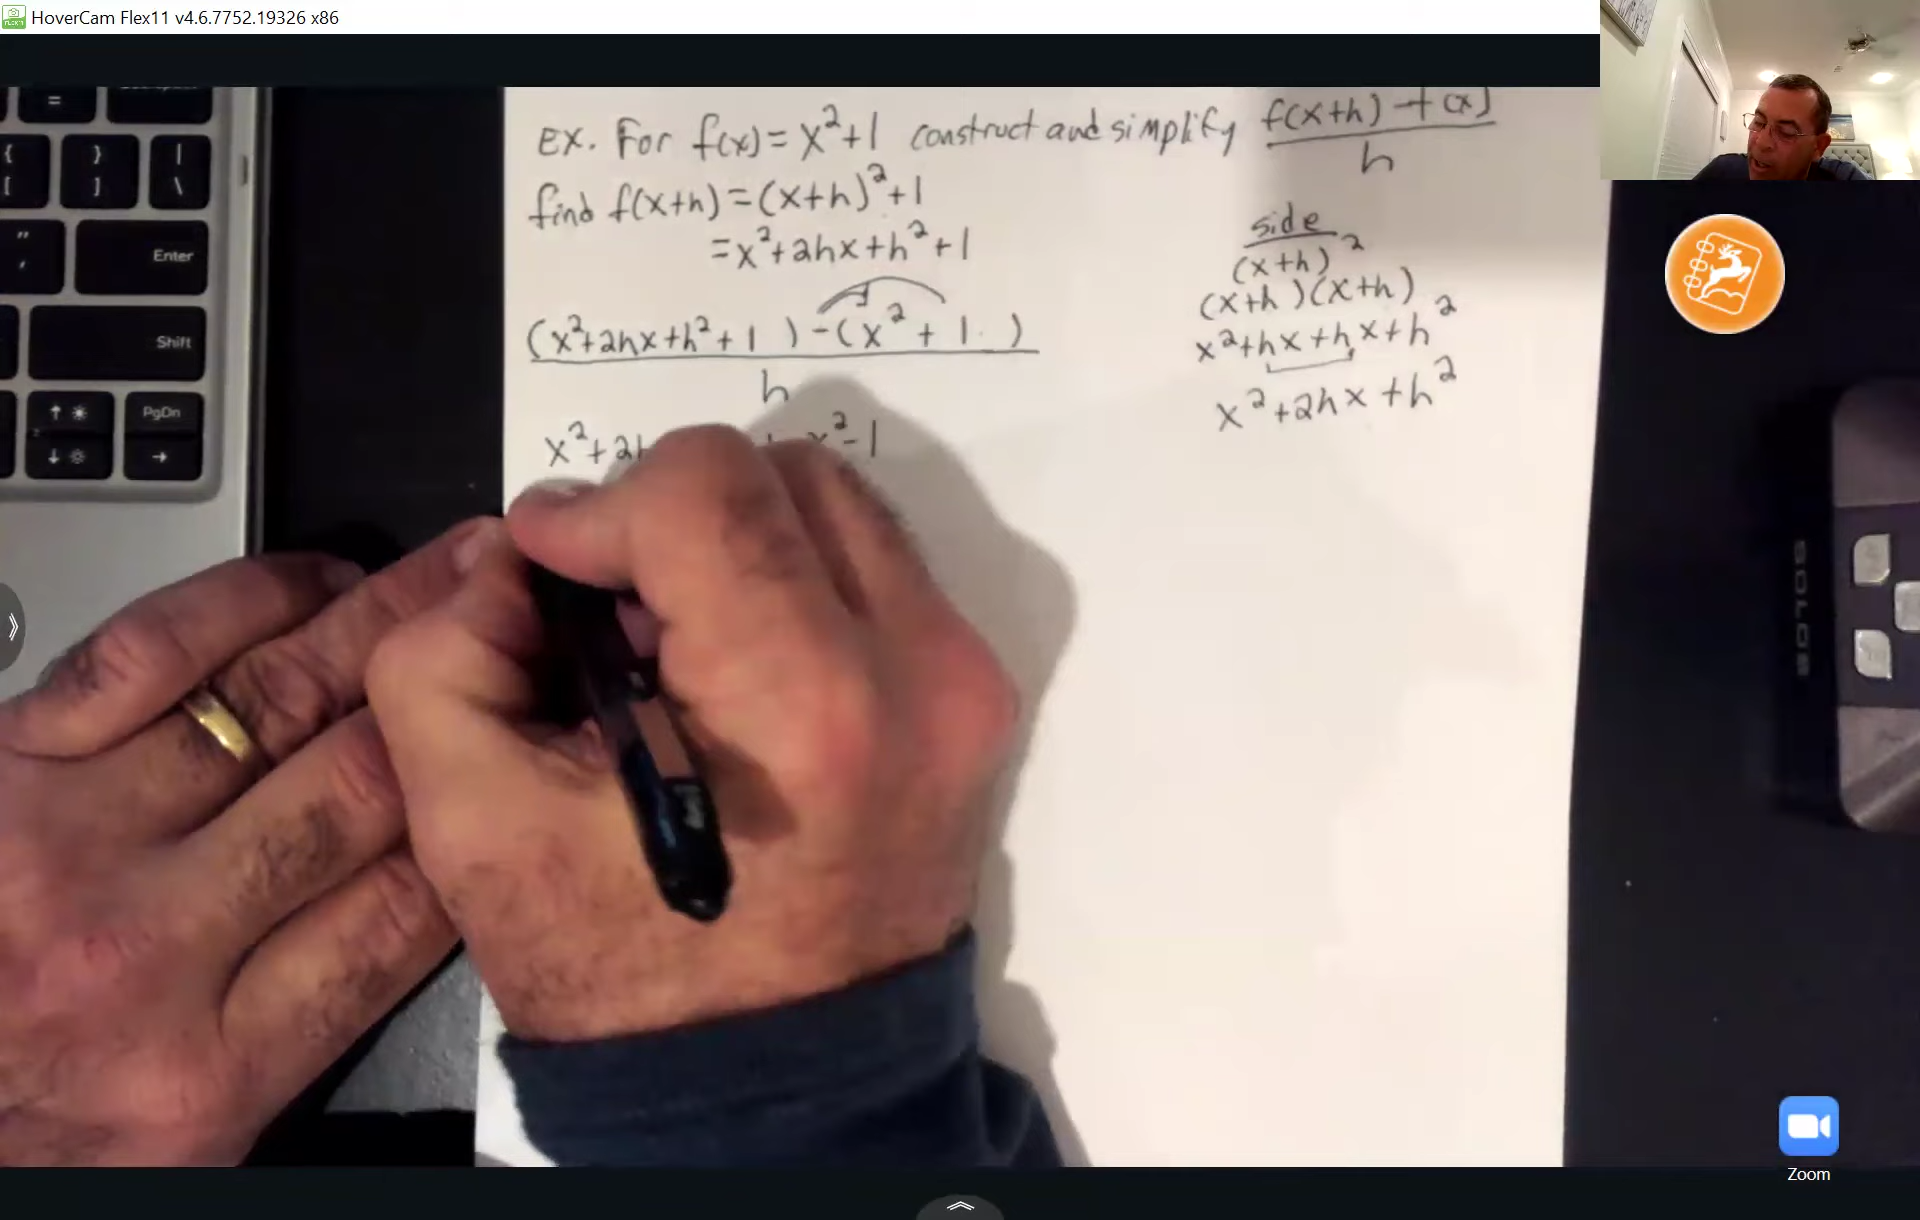 HoverCam Flex11 v4.6.7752.19326 x86
Ex. For f(x) = x²+1 construct and simplify f(x+h) - f(x)
h
find f(x+h) = (x+h)²+1
= x²+2hx+h²+1
(x²+2hx+h²+1) - (x²+1)
h
x²+2h x²-1
side
(x+h)²
(x+h)(x+h)
x²+hx+hx+h²
x²+2hx+h²
=
{ } |
[ ] \
" Enter
,
Shift
PgDn
SOLO8
Zoom